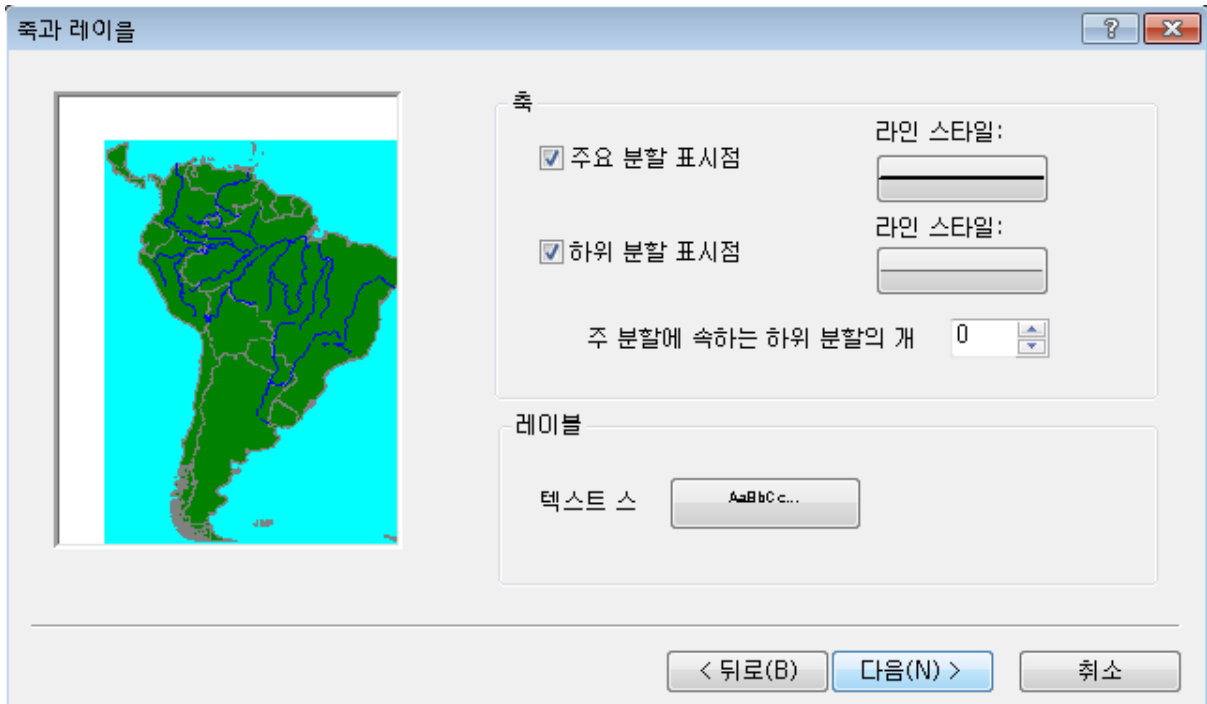 축과 레이블
축
주요 분할 표시점
라인 스타일:
하위 분할 표시점
라인 스타일:
주 분할에 속하는 하위 분할의 개
0
레이블
텍스트 스
AaBbCc...
< 뒤로(B)
다음(N) >
취소